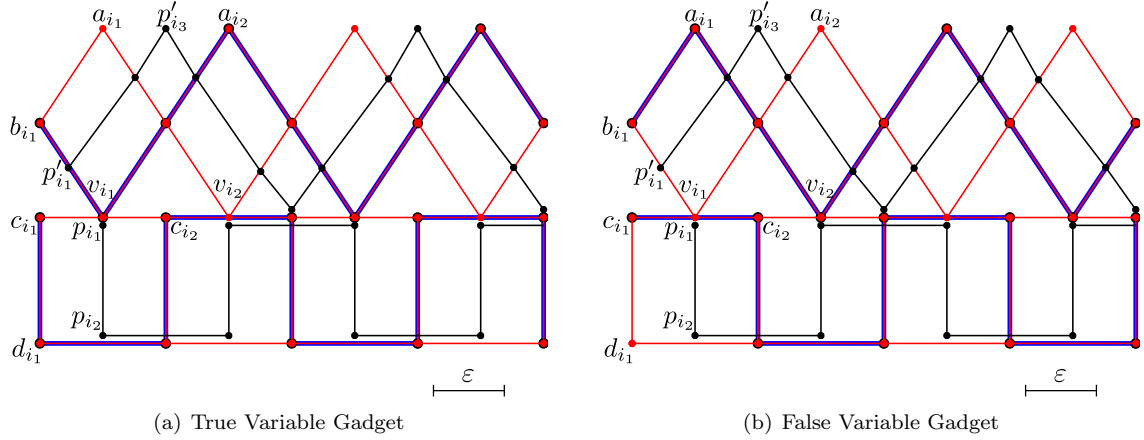 a_{i_1} p'_{i_3} a_{i_2}
b_{i_1}
p'_{i_1} v_{i_1} v_{i_2}
c_{i_1} p_{i_1} c_{i_2}
p_{i_2}
d_{i_1}
ε
(a) True Variable Gadget
a_{i_1} p'_{i_3} a_{i_2}
b_{i_1}
p'_{i_1} v_{i_1} v_{i_2}
c_{i_1} p_{i_1} c_{i_2}
p_{i_2}
d_{i_1}
ε
(b) False Variable Gadget